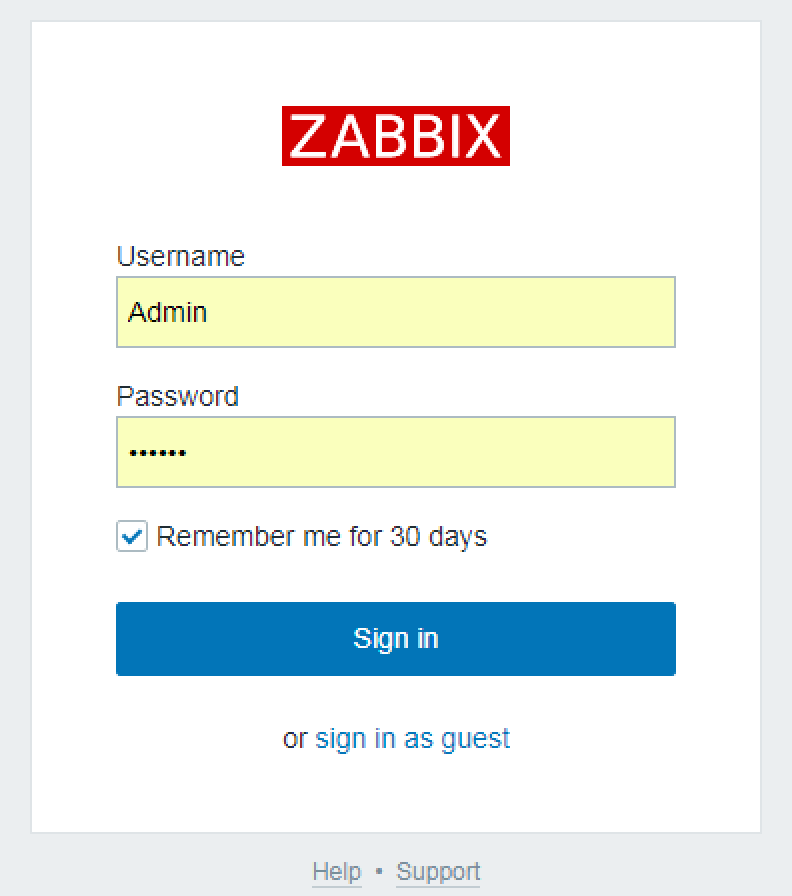 ZABBIX
Username
Admin
Password
••••••
Remember me for 30 days
Sign in
or sign in as guest
Help • Support